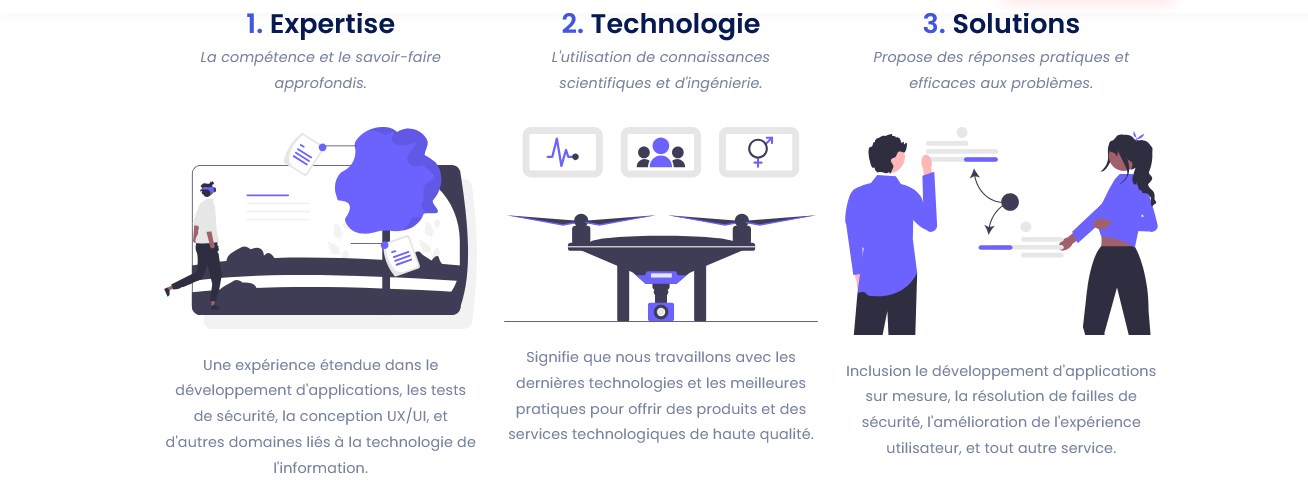 1. Expertise
La compétence et le savoir-faire
approfondis.
Une expérience étendue dans le
développement d'applications, les tests
de sécurité, la conception UX/UI, et
d'autres domaines liés à la technologie de
l'information.
2. Technologie
L'utilisation de connaissances
scientifiques et d'ingénierie.
Signifie que nous travaillons avec les
dernières technologies et les meilleures
pratiques pour offrir des produits et des
services technologiques de haute qualité.
3. Solutions
Propose des réponses pratiques et
efficaces aux problèmes.
Inclusion le développement d'applications
sur mesure, la résolution de failles de
sécurité, l'amélioration de l'expérience
utilisateur, et tout autre service.